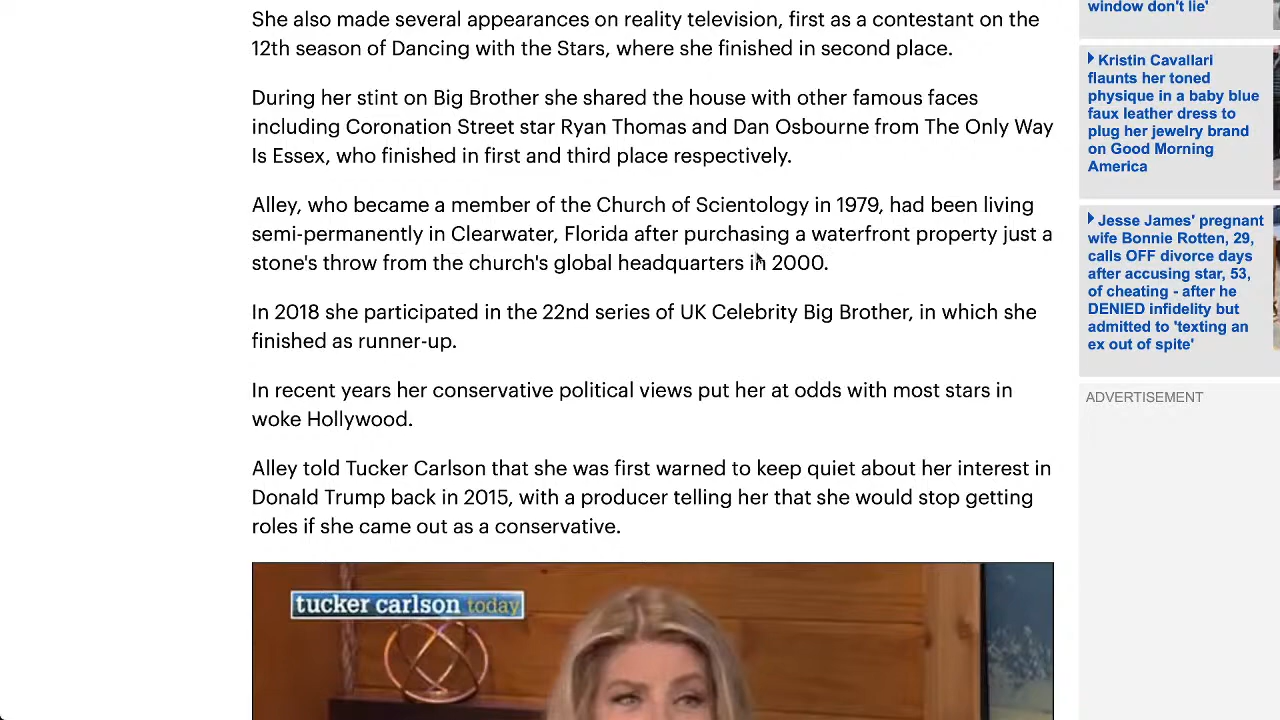 She also made several appearances on reality television, first as a contestant on the
12th season of Dancing with the Stars, where she finished in second place.
During her stint on Big Brother she shared the house with other famous faces
including Coronation Street star Ryan Thomas and Dan Osbourne from The Only Way
Is Essex, who finished in first and third place respectively.
Alley, who became a member of the Church of Scientology in 1979, had been living
semi-permanently in Clearwater, Florida after purchasing a waterfront property just a
stone's throw from the church's global headquarters in 2000.
In 2018 she participated in the 22nd series of UK Celebrity Big Brother, in which she
finished as runner-up.
In recent years her conservative political views put her at odds with most stars in
woke Hollywood.
Alley told Tucker Carlson that she was first warned to keep quiet about her interest in
Donald Trump back in 2015, with a producer telling her that she would stop getting
roles if she came out as a conservative.
tucker carlson today
window don't lie'
Kristin Cavallari
flaunts her toned
physique in a baby blue
faux leather dress to
plug her jewelry brand
on Good Morning
America
Jesse James' pregnant
wife Bonnie Rotten, 29,
calls OFF divorce days
after accusing star, 53,
of cheating - after he
DENIED infidelity but
admitted to 'texting an
ex out of spite'
ADVERTISEMENT